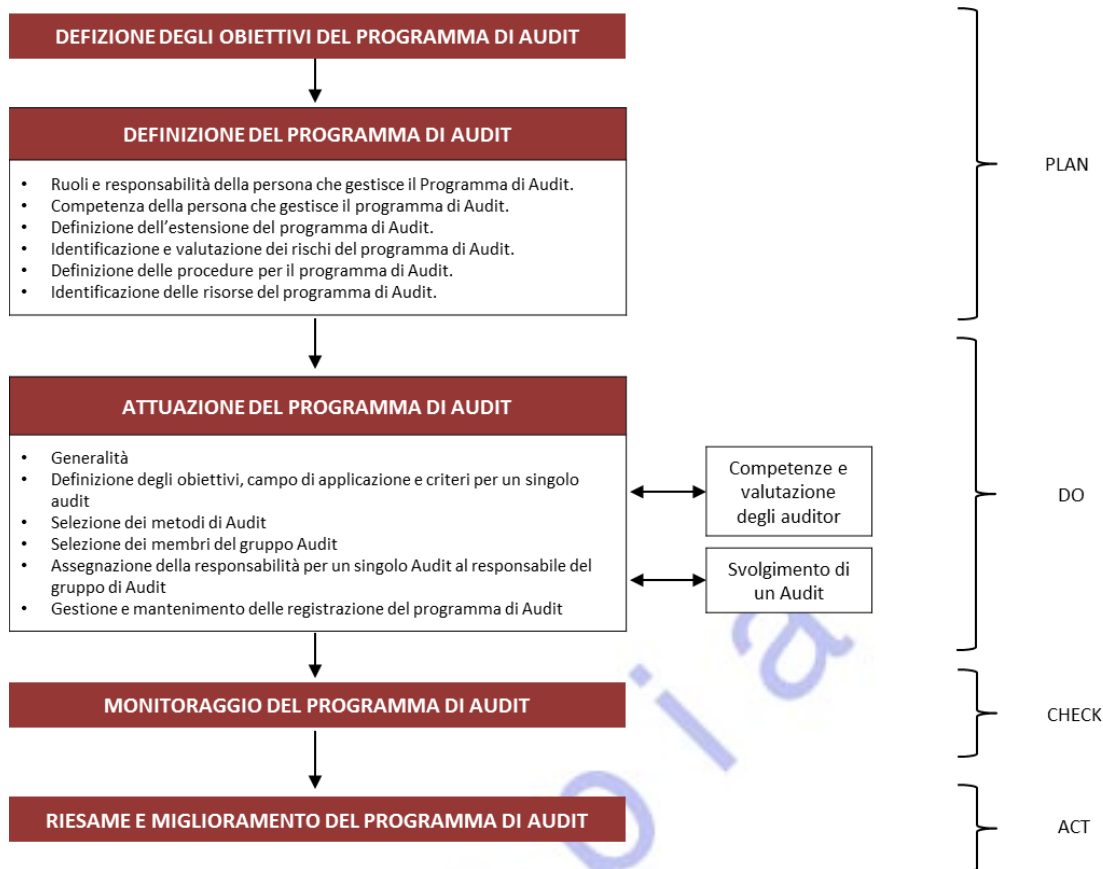 DEFIZIONE DEGLI OBIETTIVI DEL PROGRAMMA DI AUDIT
DEFINIZIONE DEL PROGRAMMA DI AUDIT
• Ruoli e responsabilità della persona che gestisce il Programma di Audit.
• Competenza della persona che gestisce il programma di Audit.
• Definizione dell'estensione del programma di Audit.
• Identificazione e valutazione dei rischi del programma di Audit.
• Definizione delle procedure per il programma di Audit.
• Identificazione delle risorse del programma di Audit.
PLAN
ATTUAZIONE DEL PROGRAMMA DI AUDIT
• Generalità
• Definizione degli obiettivi, campo di applicazione e criteri per un singolo
audit
• Selezione dei metodi di Audit
• Selezione dei membri del gruppo Audit
• Assegnazione della responsabilità per un singolo Audit al responsabile del
gruppo di Audit
• Gestione e mantenimento delle registrazione del programma di Audit
Competenze e
valutazione
degli auditor
Svolgimento di
un Audit
DO
MONITORAGGIO DEL PROGRAMMA DI AUDIT
CHECK
RIESAME E MIGLIORAMENTO DEL PROGRAMMA DI AUDIT
ACT
o i a